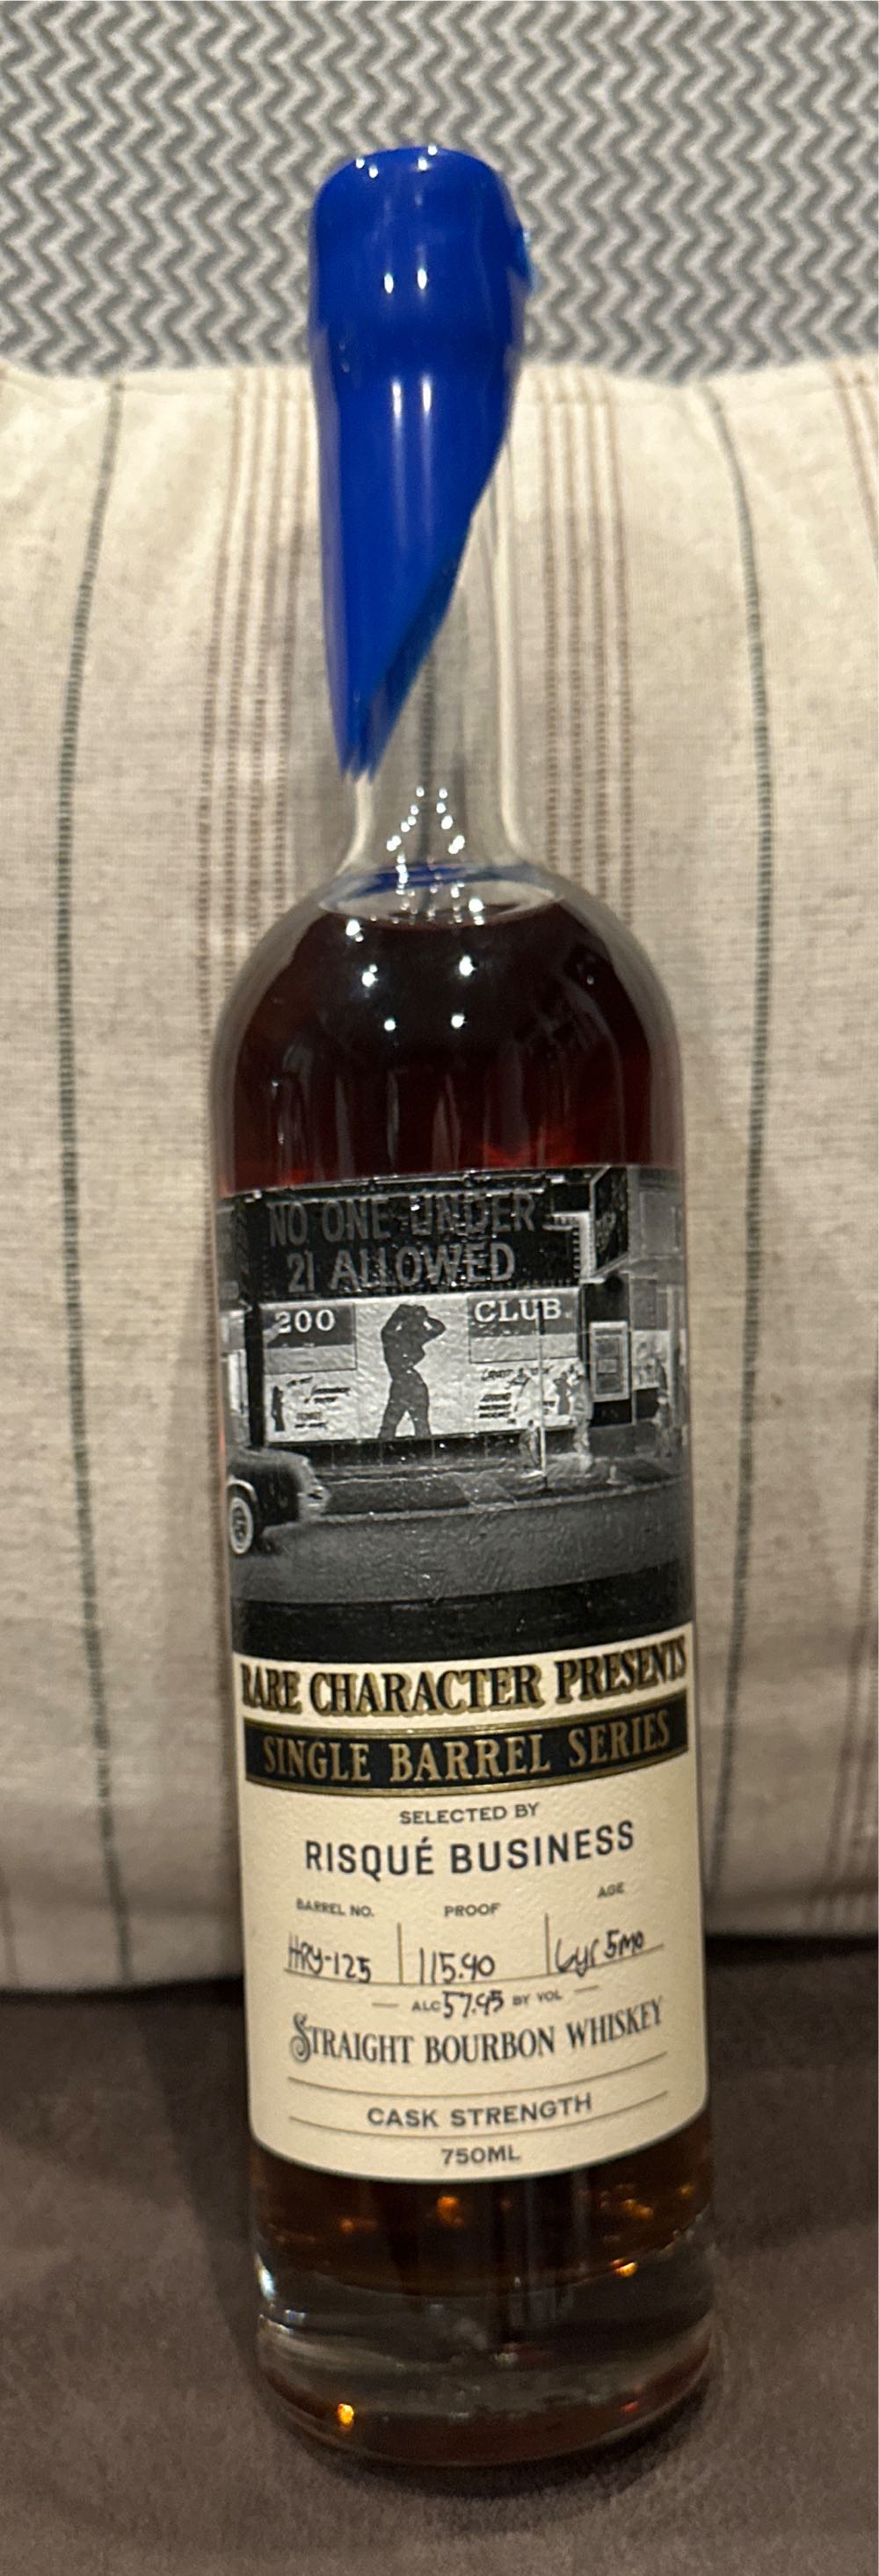 NO ONE UNDER
21 ALLOWED
200 CLUB
RARE CHARACTER PRESENTS
SINGLE BARREL SERIES
SELECTED BY
RISQUÉ BUSINESS
BARREL NO. PROOF AGE
HRY-125 115.90 6yr 5mo
ALC 57.95 BY VOL
STRAIGHT BOURBON WHISKEY
CASK STRENGTH
750ML